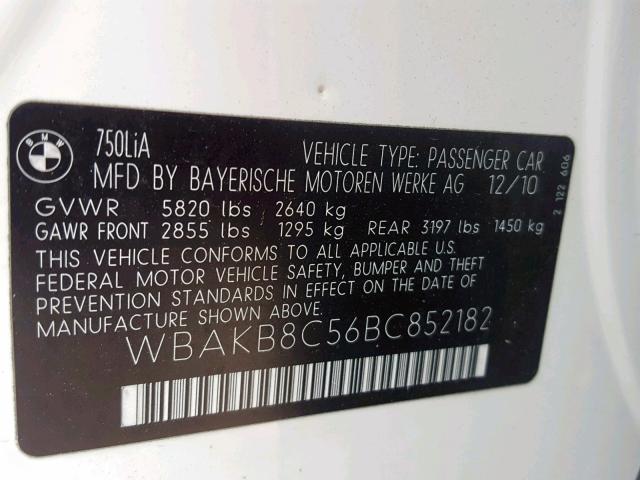 BMW
750LiA VEHICLE TYPE: PASSENGER CAR
MFD BY BAYERISCHE MOTOREN WERKE AG 12/10
GVWR 5820 lbs 2640 kg
GAWR FRONT 2855 lbs 1295 kg REAR 3197 lbs 1450 kg
THIS VEHICLE CONFORMS TO ALL APPLICABLE U.S.
FEDERAL MOTOR VEHICLE SAFETY, BUMPER AND THEFT
PREVENTION STANDARDS IN EFFECT ON THE DATE OF
MANUFACTURE SHOWN ABOVE.
WBAKB8C56BC852182
2 122 606